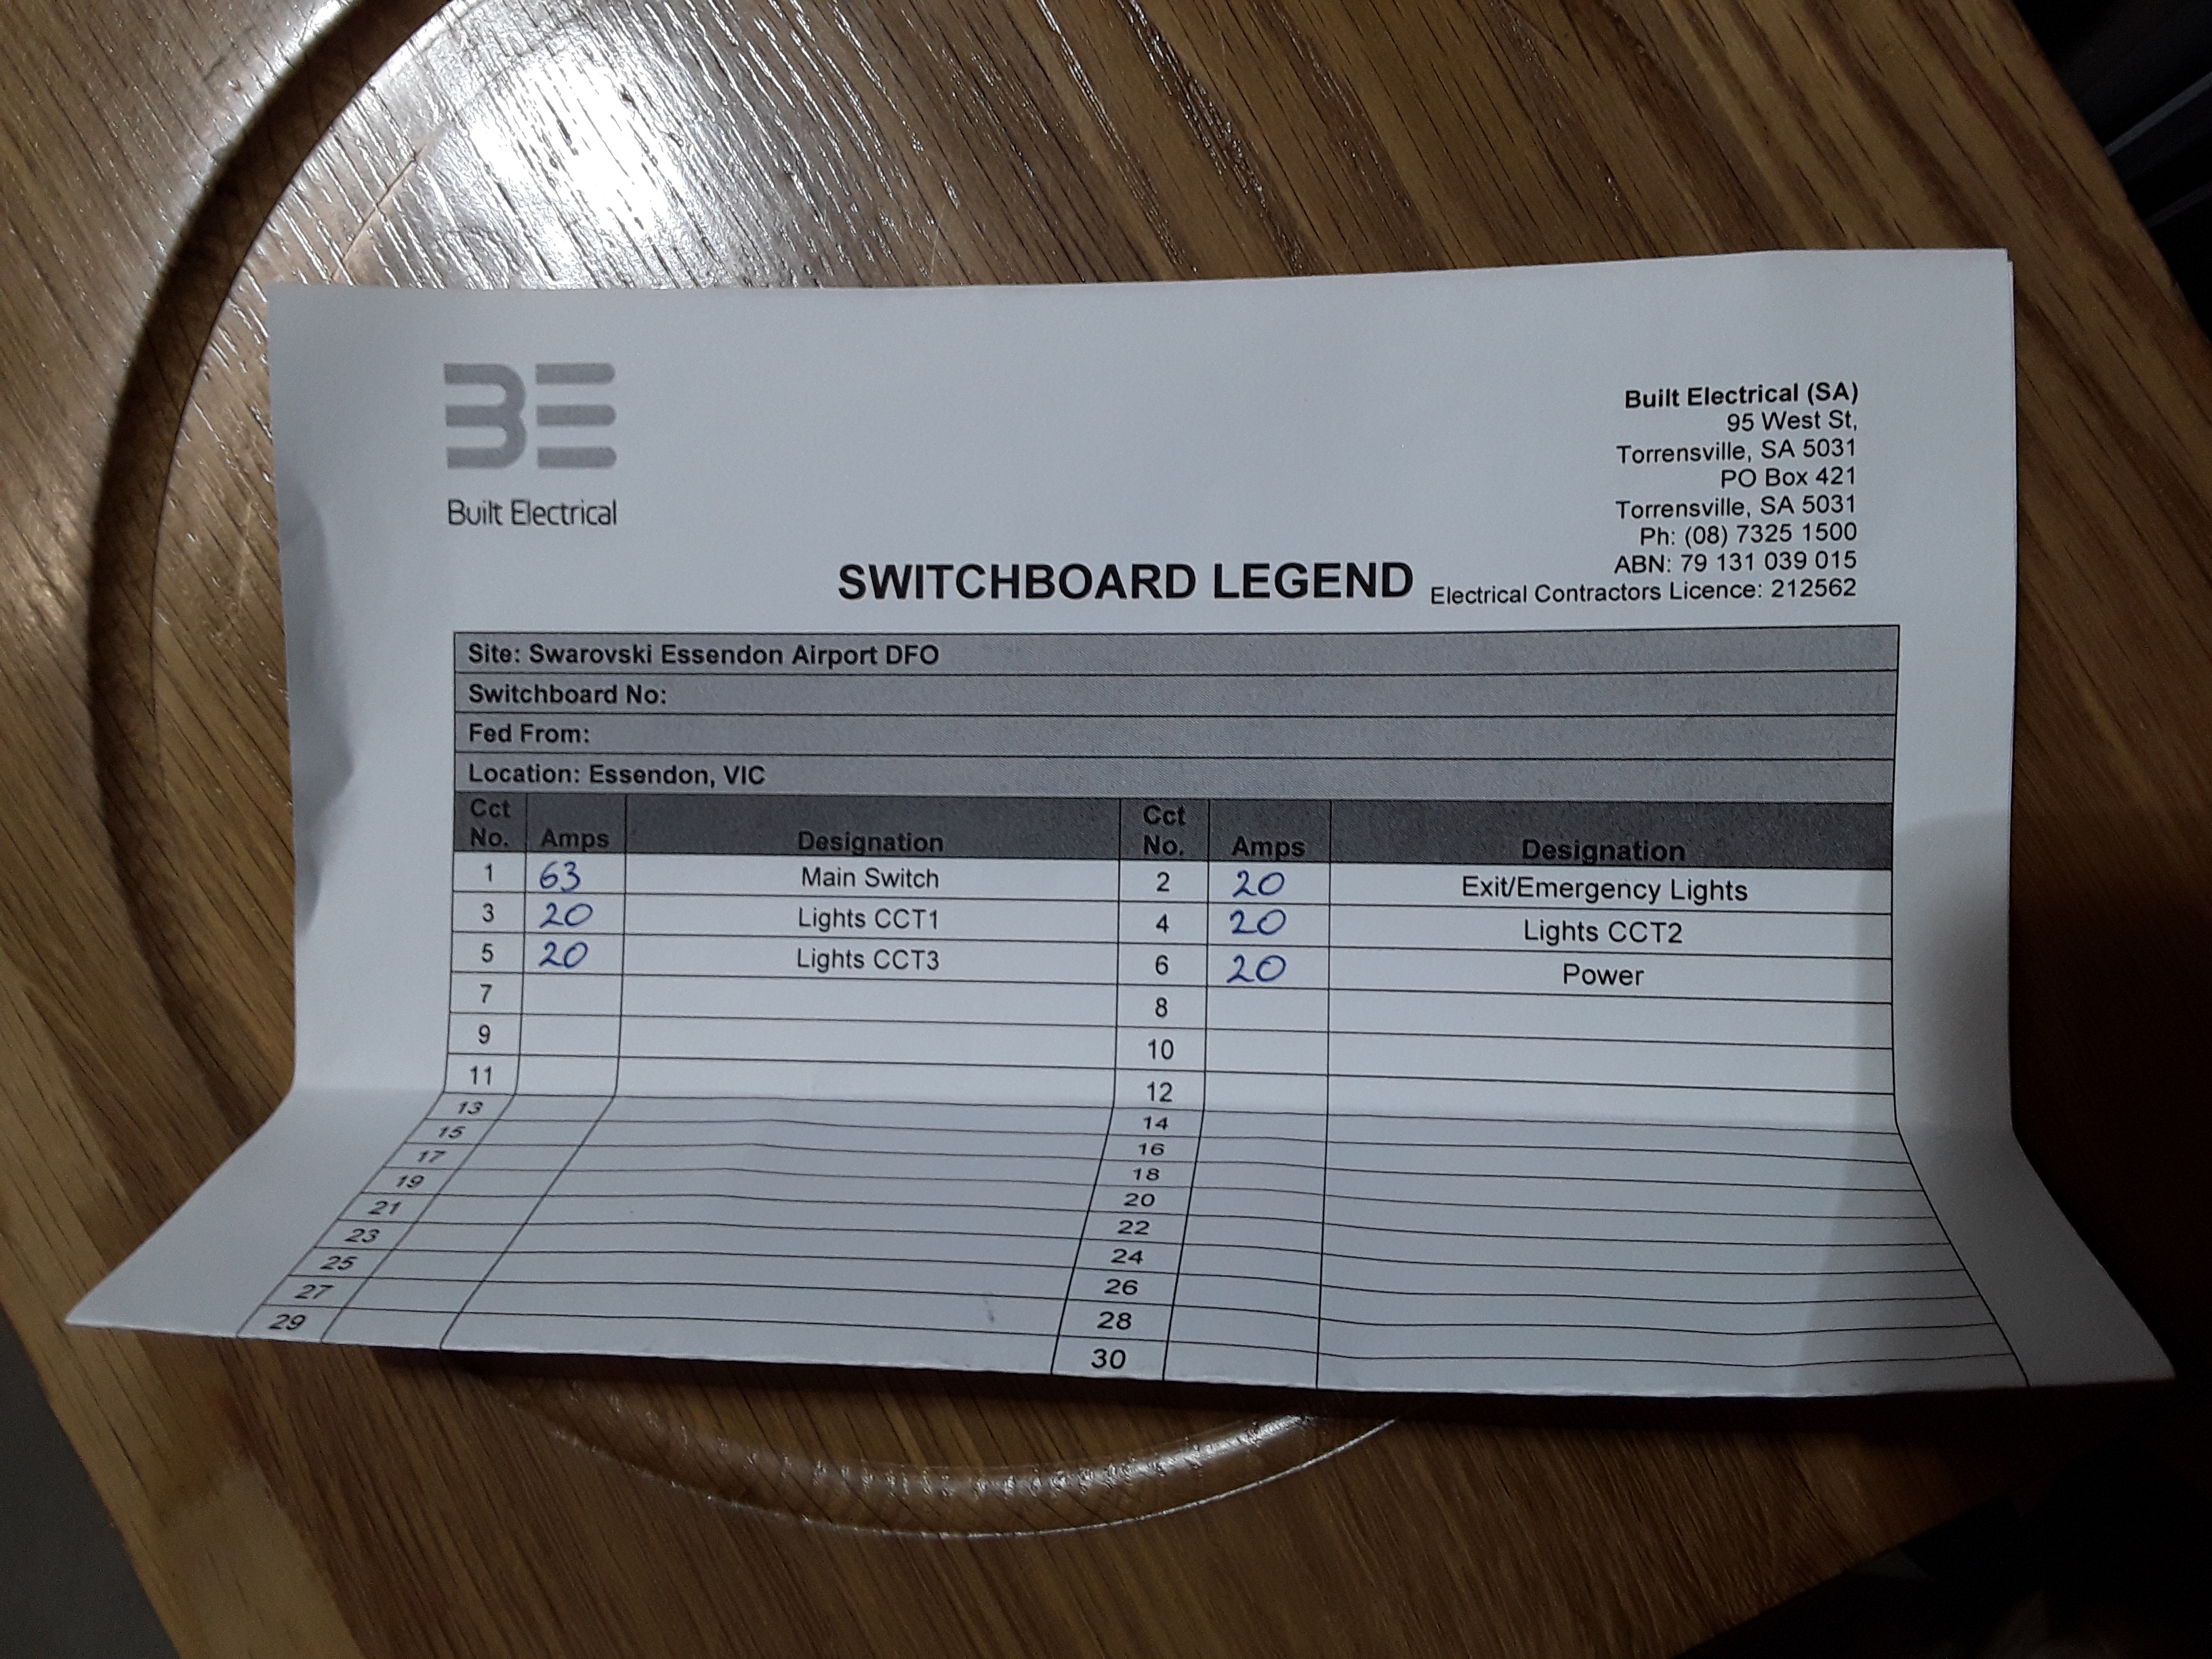 BE
Built Electrical
Built Electrical (SA)
95 West St,
Torrensville, SA 5031
PO Box 421
Torrensville, SA 5031
Ph: (08) 7325 1500
ABN: 79 131 039 015
Electrical Contractors Licence: 212562
SWITCHBOARD LEGEND
Site: Swarovski Essendon Airport DFO
Switchboard No:
Fed From:
Location: Essendon, VIC
Cct No. Amps Designation Cct No. Amps Designation
1 63 Main Switch 2 20 Exit/Emergency Lights
3 20 Lights CCT1 4 20 Lights CCT2
5 20 Lights CCT3 6 20 Power
7 8
9 10
11 12
13 14
15 16
17 18
19 20
21 22
23 24
25 26
27 28
29 30